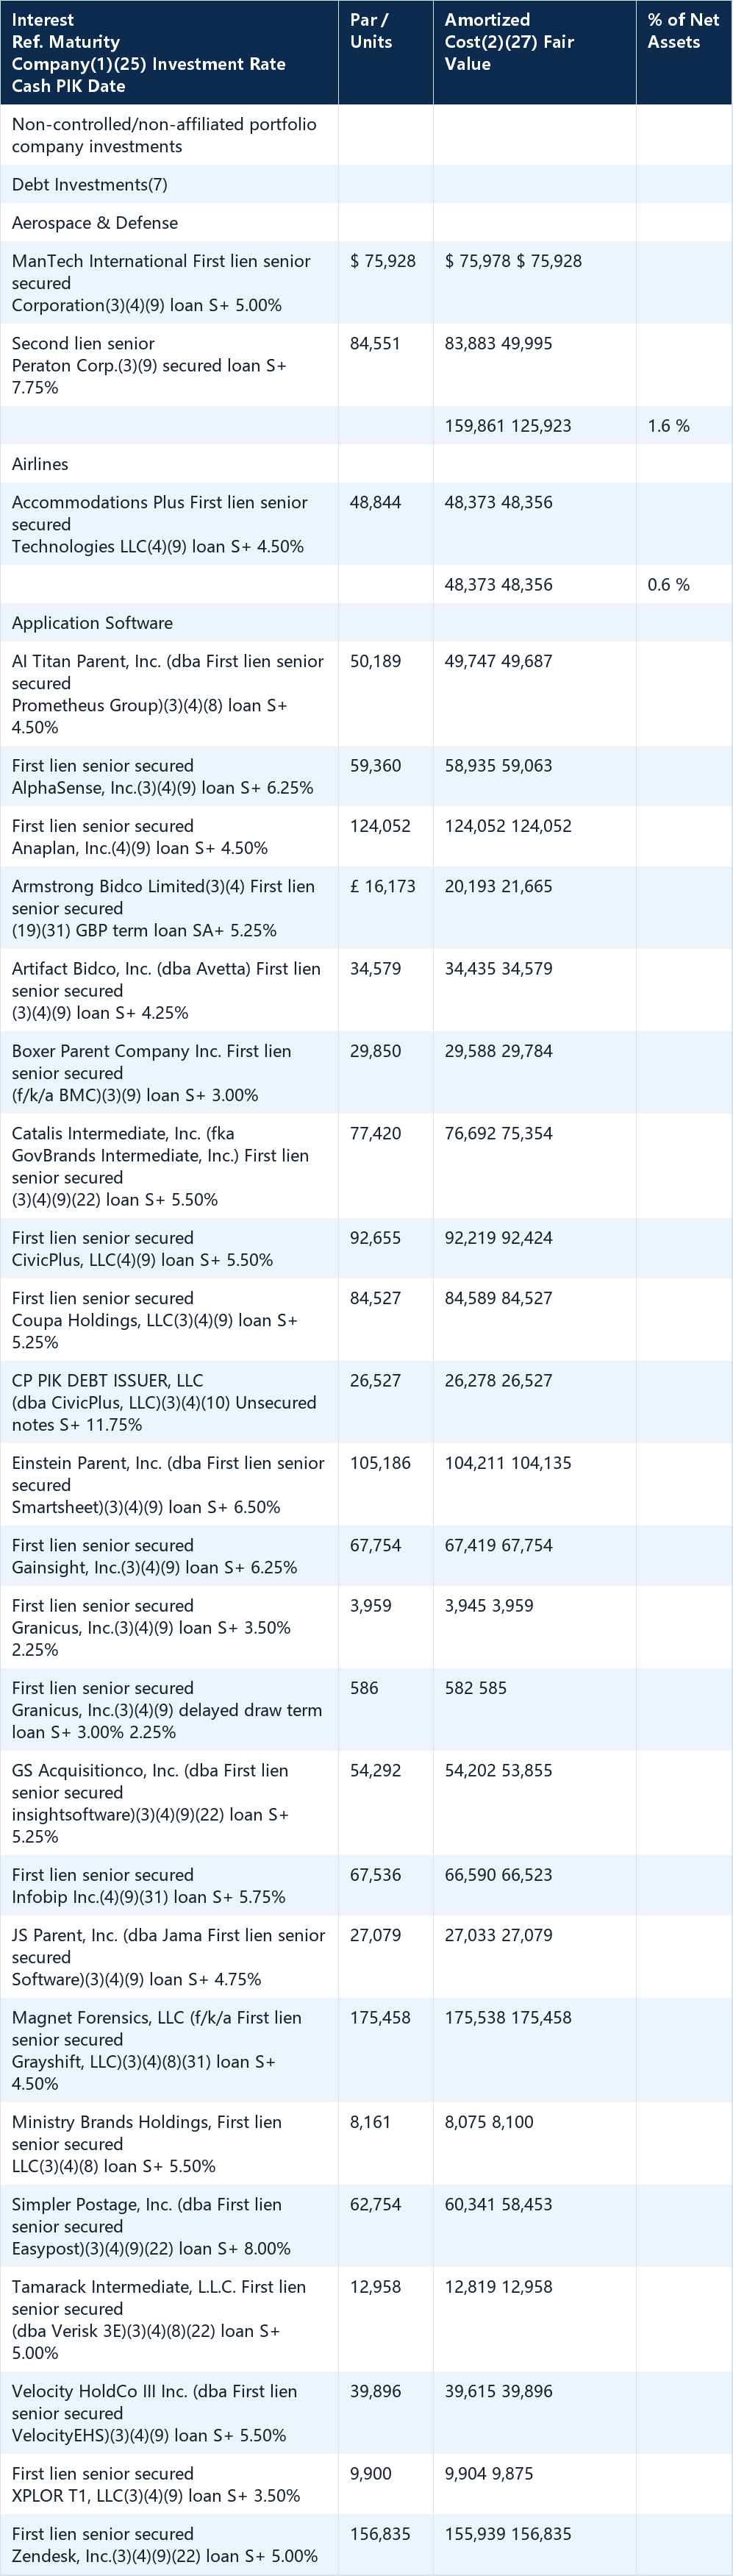 Interest
Ref. Maturity
Company(1)(25) Investment Rate
Cash PIK Date
Par /
Units
Amortized
Cost(2)(27) Fair
Value
% of Net
Assets
Non-controlled/non-affiliated portfolio
company investments
Debt Investments(7)
Aerospace & Defense
ManTech International First lien senior
secured
Corporation(3)(4)(9) loan S+ 5.00%
$ 75,928
$ 75,978 $ 75,928
Second lien senior
Peraton Corp.(3)(9) secured loan S+
7.75%
84,551
83,883 49,995
159,861 125,923
1.6 %
Airlines
Accommodations Plus First lien senior
secured
Technologies LLC(4)(9) loan S+ 4.50%
48,844
48,373 48,356
48,373 48,356
0.6 %
Application Software
AI Titan Parent, Inc. (dba First lien senior
secured
Prometheus Group)(3)(4)(8) loan S+
4.50%
50,189
49,747 49,687
First lien senior secured
AlphaSense, Inc.(3)(4)(9) loan S+ 6.25%
59,360
58,935 59,063
First lien senior secured
Anaplan, Inc.(4)(9) loan S+ 4.50%
124,052
124,052 124,052
Armstrong Bidco Limited(3)(4) First lien
senior secured
(19)(31) GBP term loan SA+ 5.25%
£ 16,173
20,193 21,665
Artifact Bidco, Inc. (dba Avetta) First lien
senior secured
(3)(4)(9) loan S+ 4.25%
34,579
34,435 34,579
Boxer Parent Company Inc. First lien
senior secured
(f/k/a BMC)(3)(9) loan S+ 3.00%
29,850
29,588 29,784
Catalis Intermediate, Inc. (fka
GovBrands Intermediate, Inc.) First lien
senior secured
(3)(4)(9)(22) loan S+ 5.50%
77,420
76,692 75,354
First lien senior secured
CivicPlus, LLC(4)(9) loan S+ 5.50%
92,655
92,219 92,424
First lien senior secured
Coupa Holdings, LLC(3)(4)(9) loan S+
5.25%
84,527
84,589 84,527
CP PIK DEBT ISSUER, LLC
(dba CivicPlus, LLC)(3)(4)(10) Unsecured
notes S+ 11.75%
26,527
26,278 26,527
Einstein Parent, Inc. (dba First lien senior
secured
Smartsheet)(3)(4)(9) loan S+ 6.50%
105,186
104,211 104,135
First lien senior secured
Gainsight, Inc.(3)(4)(9) loan S+ 6.25%
67,754
67,419 67,754
First lien senior secured
Granicus, Inc.(3)(4)(9) loan S+ 3.50%
2.25%
3,959
3,945 3,959
First lien senior secured
Granicus, Inc.(3)(4)(9) delayed draw term
loan S+ 3.00% 2.25%
586
582 585
GS Acquisitionco, Inc. (dba First lien
senior secured
insightsoftware)(3)(4)(9)(22) loan S+
5.25%
54,292
54,202 53,855
First lien senior secured
Infobip Inc.(4)(9)(31) loan S+ 5.75%
67,536
66,590 66,523
JS Parent, Inc. (dba Jama First lien senior
secured
Software)(3)(4)(9) loan S+ 4.75%
27,079
27,033 27,079
Magnet Forensics, LLC (f/k/a First lien
senior secured
Grayshift, LLC)(3)(4)(8)(31) loan S+
4.50%
175,458
175,538 175,458
Ministry Brands Holdings, First lien
senior secured
LLC(3)(4)(8) loan S+ 5.50%
8,161
8,075 8,100
Simpler Postage, Inc. (dba First lien
senior secured
Easypost)(3)(4)(9)(22) loan S+ 8.00%
62,754
60,341 58,453
Tamarack Intermediate, L.L.C. First lien
senior secured
(dba Verisk 3E)(3)(4)(8)(22) loan S+
5.00%
12,958
12,819 12,958
Velocity HoldCo III Inc. (dba First lien
senior secured
VelocityEHS)(3)(4)(9) loan S+ 5.50%
39,896
39,615 39,896
First lien senior secured
XPLOR T1, LLC(3)(4)(9) loan S+ 3.50%
9,900
9,904 9,875
First lien senior secured
Zendesk, Inc.(3)(4)(9)(22) loan S+ 5.00%
156,835
155,939 156,835